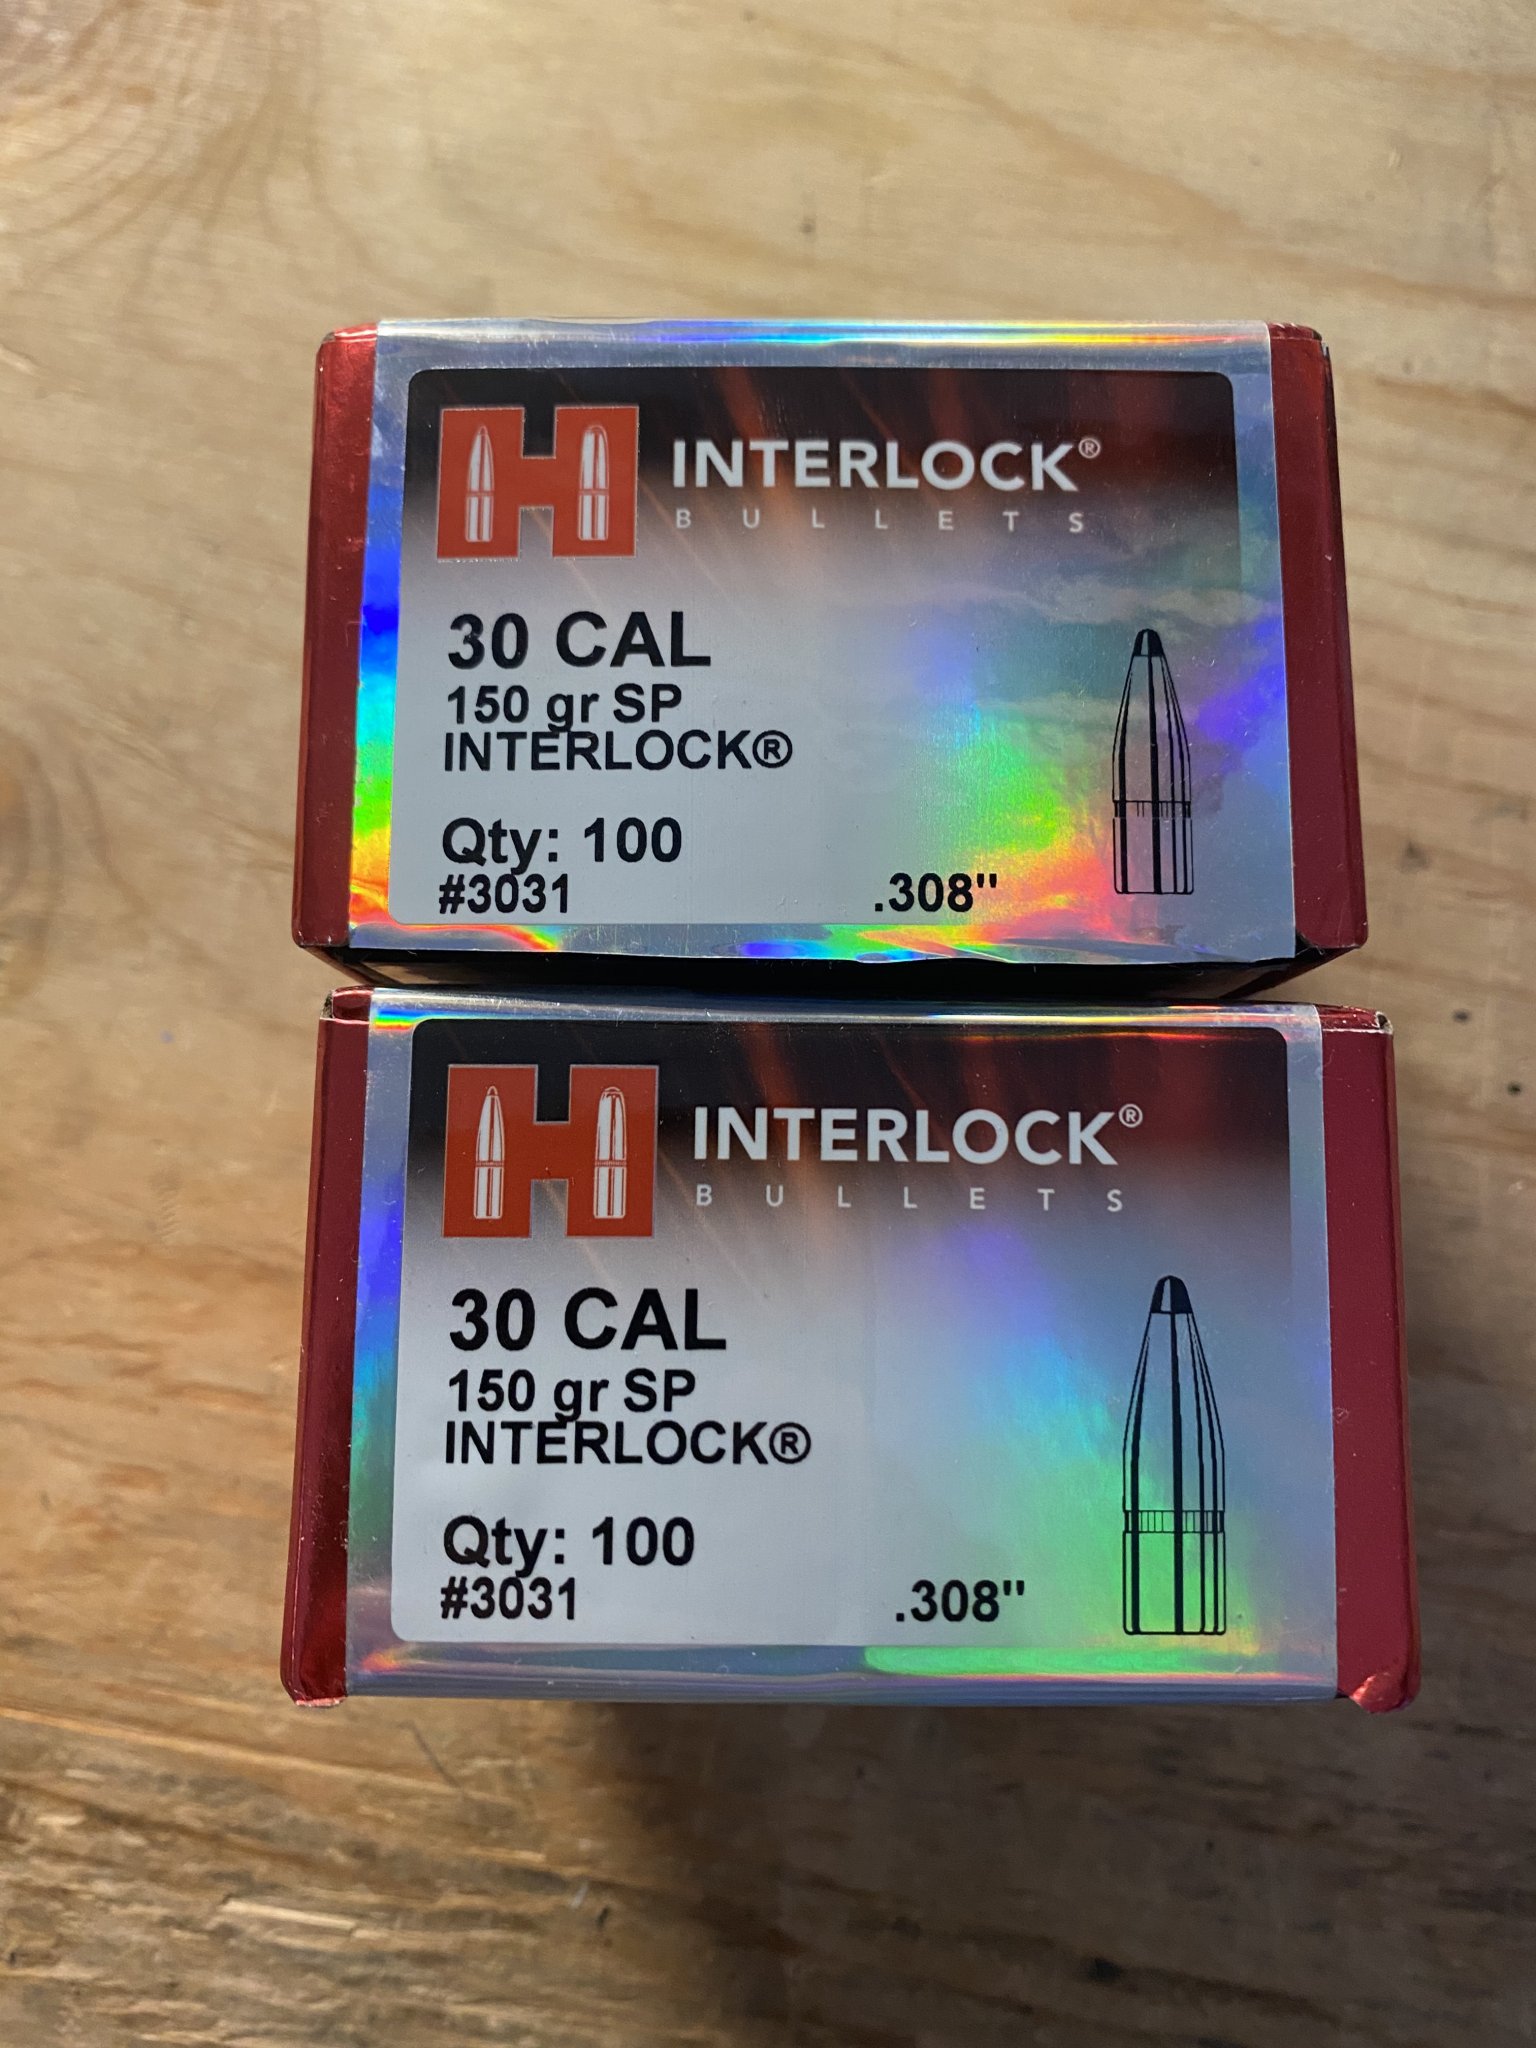 INTERLOCK®
BULLETS
30 CAL
150 gr SP
INTERLOCK®
Qty: 100
#3031 .308"
INTERLOCK®
BULLETS
30 CAL
150 gr SP
INTERLOCK®
Qty: 100
#3031 .308"